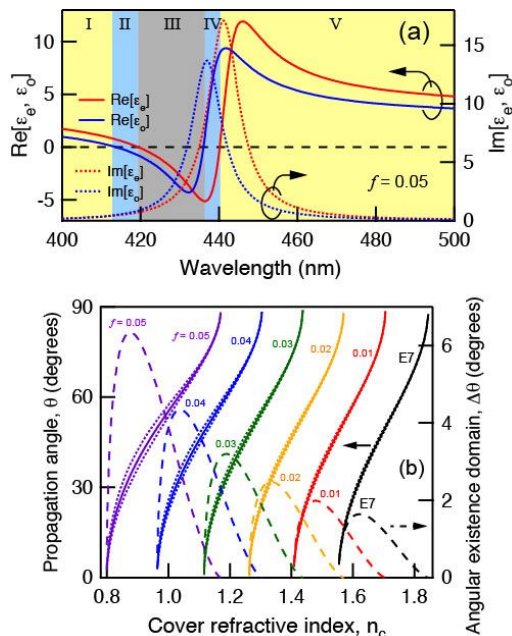 I II III IV V
(a)
Re[εe]
Re[εo]
Im[εe]
Im[εo]
f = 0.05
Re[εe, εo]
10
5
0
-5
Im[εe, εo]
15
10
5
0
400 420 440 460 480 500
Wavelength (nm)
Propagation angle, θ (degrees)
90
60
30
0
f = 0.05 f = 0.05 0.04 0.03 0.02 0.01 E7
0.04 0.03 0.02 0.01 E7
(b)
Angular existence domain, Δθ (degrees)
6
4
2
0
0.8 1.0 1.2 1.4 1.6 1.8
Cover refractive index, nc